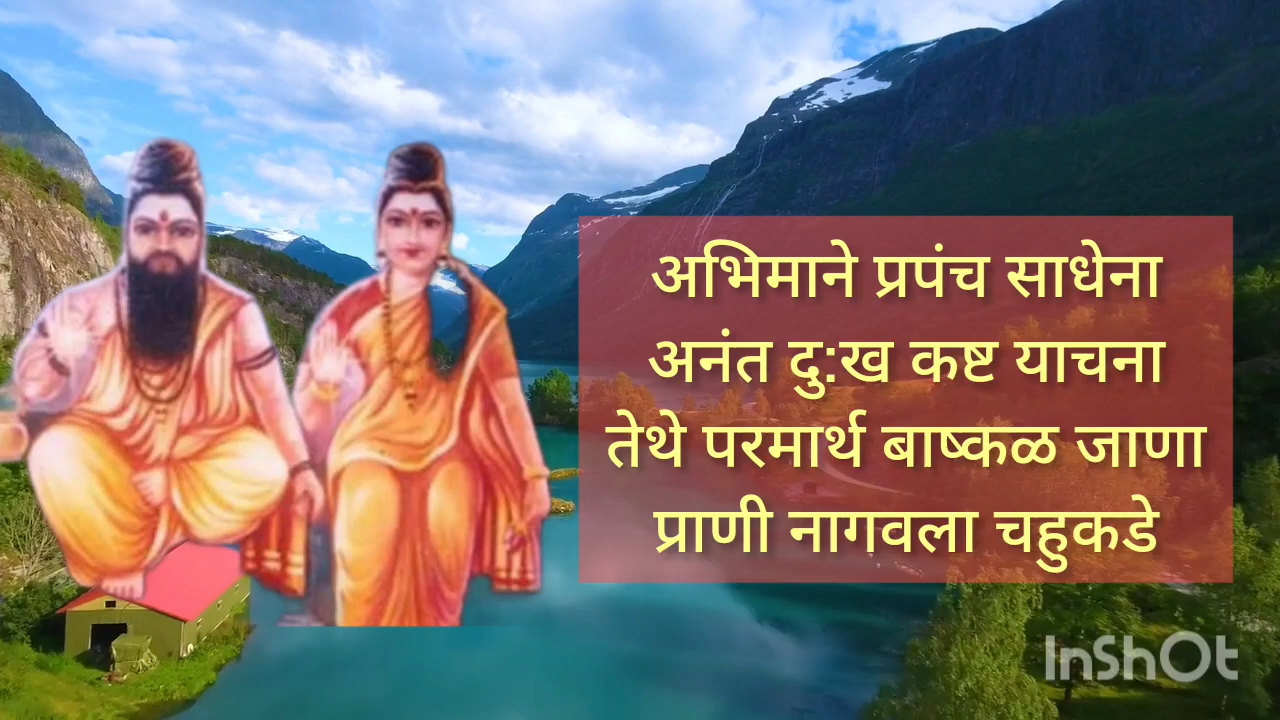 अभिमाने प्रपंच साधेना
अनंत दु:ख कष्ट याचना
तेथे परमार्थ बाष्कळ जाणा
प्राणी नागवला चहुकडे
InShOt